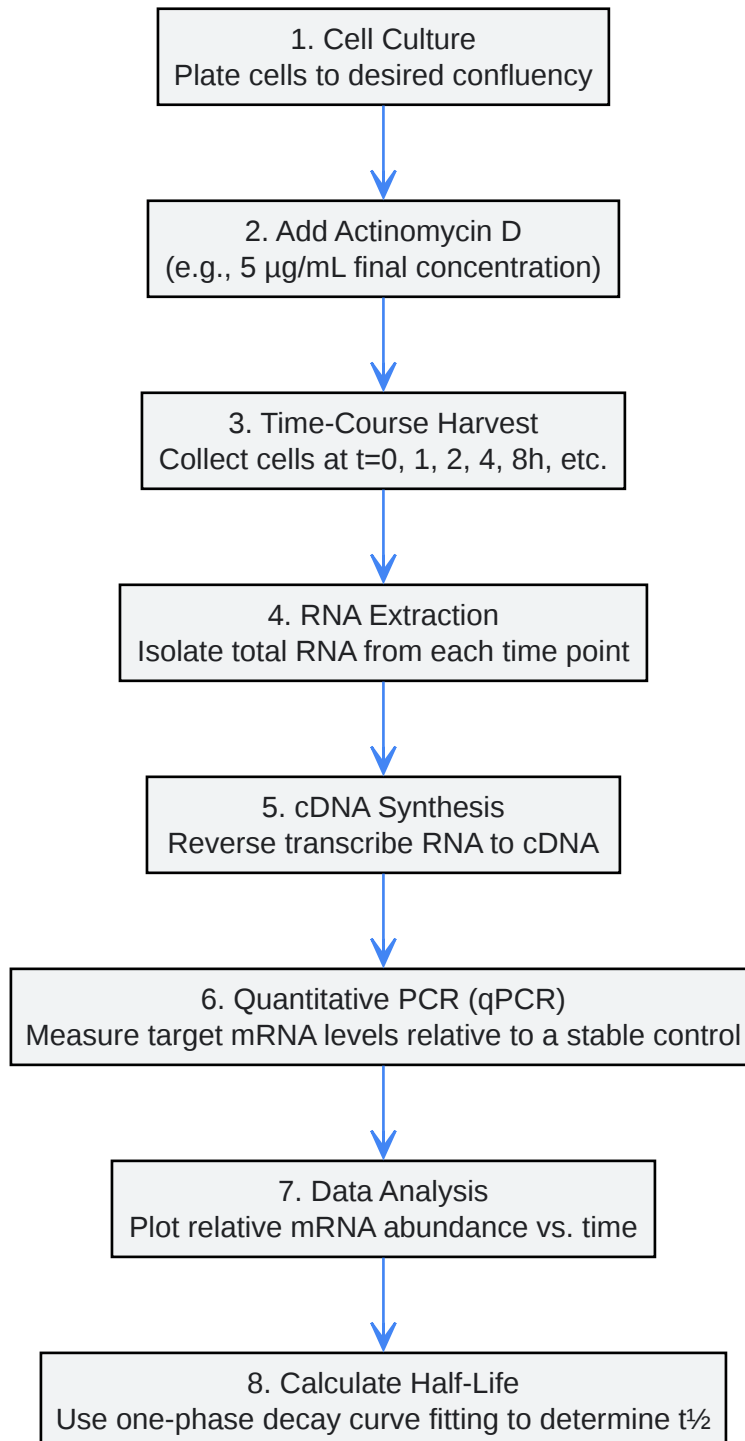 1. Cell Culture
Plate cells to desired confluency
2. Add Actinomycin D
(e.g., 5 µg/mL final concentration)
3. Time-Course Harvest
Collect cells at t=0, 1, 2, 4, 8h, etc.
4. RNA Extraction
Isolate total RNA from each time point
5. cDNA Synthesis
Reverse transcribe RNA to cDNA
6. Quantitative PCR (qPCR)
Measure target mRNA levels relative to a stable control
7. Data Analysis
Plot relative mRNA abundance vs. time
8. Calculate Half-Life
Use one-phase decay curve fitting to determine t½